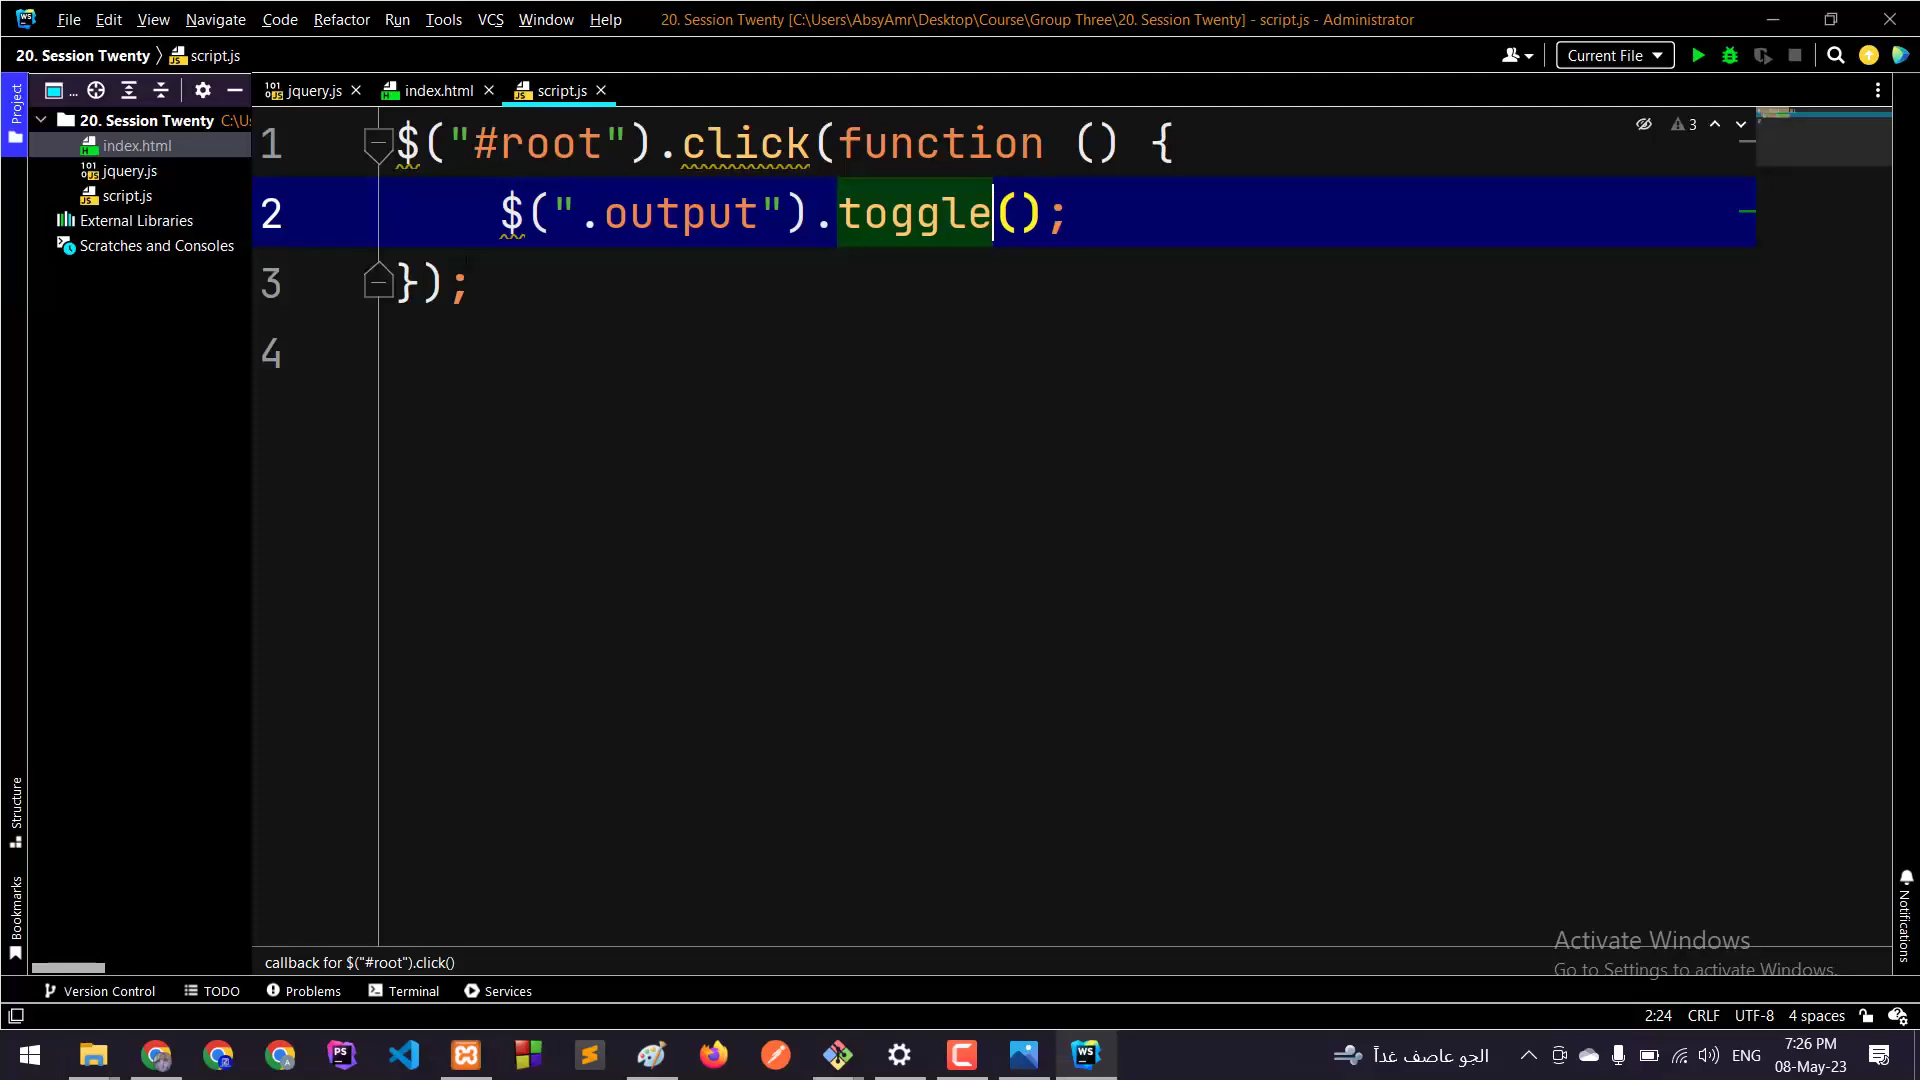 File Edit View Navigate Code Refactor Run Tools VCS Window Help 20. Session Twenty [C:\Users\AbsyAmr\Desktop\Course\Group Three\20. Session Twenty] - script.js - Administrator
20. Session Twenty script.js Current File
Project ... jquery.js index.html script.js
20. Session Twenty C:\Us
index.html
jquery.js
script.js
External Libraries
Scratches and Consoles
1 $("#root").click(function () {
2 $(".output").toggle();
3 });
4
3
Structure
Bookmarks
Notifications
Activate Windows
Go to Settings to activate Windows.
callback for $("#root").click()
Version Control TODO Problems Terminal Services
2:24 CRLF UTF-8 4 spaces
الجو عاصف غداً ENG 7:26 PM
08-May-23